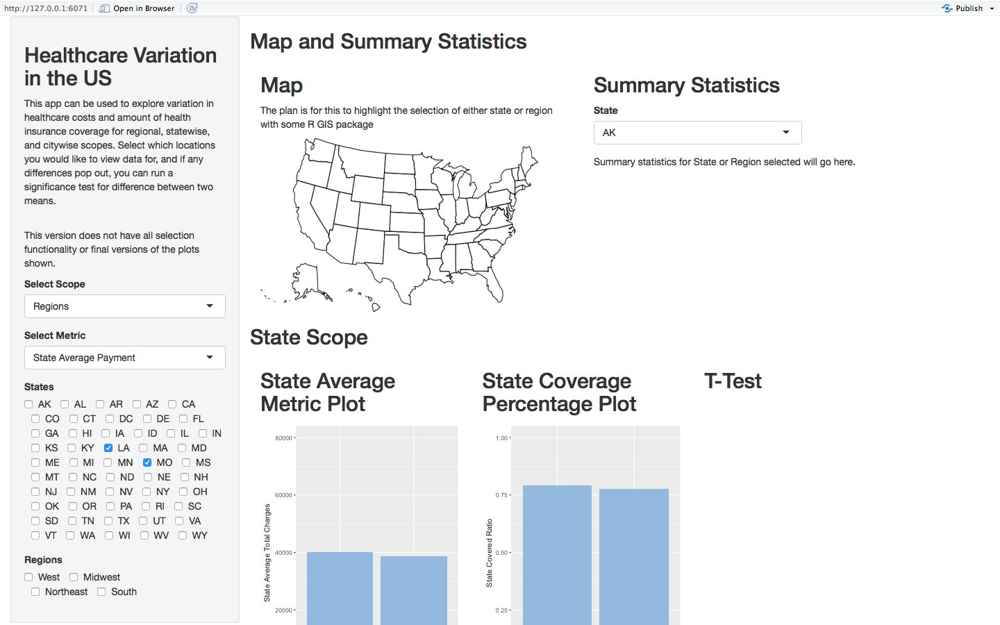 http://127.0.0.1:6071 Open in Browser Publish
Healthcare Variation
in the US
This app can be used to explore variation in
healthcare costs and amount of health
insurance coverage for regional, statewise,
and citywise scopes. Select which locations
you would like to view data for, and if any
differences pop out, you can run a
significance test for difference between two
means.
This version does not have all selection
functionality or final versions of the plots
shown.
Select Scope
Regions
Select Metric
State Average Payment
States
AK AL AR AZ CA
CO CT DC DE FL
GA HI IA ID IL IN
KS KY LA MA MD
ME MI MN MO MS
MT NC ND NE NH
NJ NM NV NY OH
OK OR PA RI SC
SD TN TX UT VA
VT WA WI WV WY
Regions
West Midwest
Northeast South
Map and Summary Statistics
Map
The plan is for this to highlight the selection of either state or region
with some R GIS package
Summary Statistics
State
AK
Summary statistics for State or Region selected will go here.
State Scope
State Average
Metric Plot
80000
60000
40000
20000
State Average Total Charges
State Coverage
Percentage Plot
1.00
0.75
0.50
0.25
State Covered Ratio
T-Test